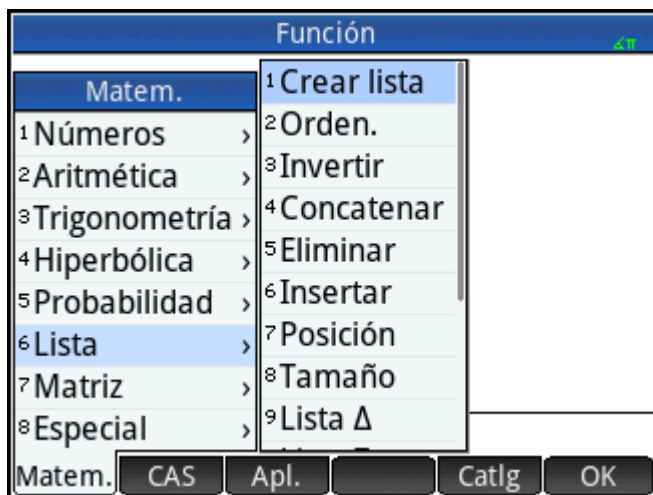 Función
∡π
Matem.
1 Números ›
2 Aritmética ›
3 Trigonometría ›
4 Hiperbólica ›
5 Probabilidad ›
6 Lista ›
7 Matriz ›
8 Especial ›
1 Crear lista
2 Orden.
3 Invertir
4 Concatenar
5 Eliminar
6 Insertar
7 Posición
8 Tamaño
9 Lista Δ
Matem. CAS Apl. Catlg OK